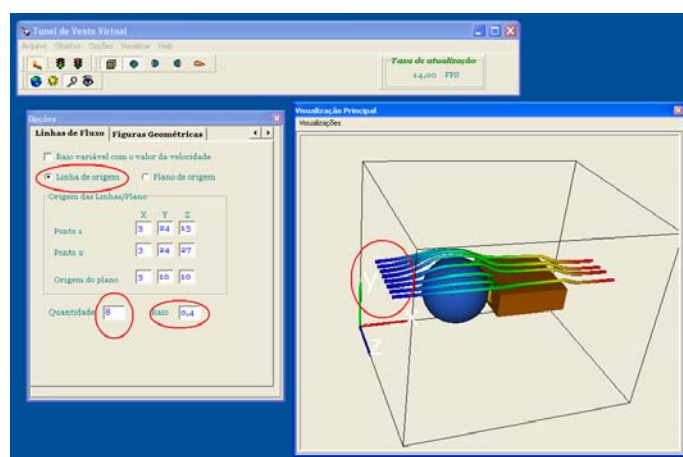 Tunel de Vento Virtual
Arquivo Objetos Opções Visualizar Help
Taxa de atualização
14,00 FPS
Opções
Linhas de Fluxo Figuras Geométricas
Raio variável com o valor da velocidade
Linha de origem Plano de origem
Origem das Linhas/Plano
X Y Z
Ponto 1 3 24 13
Ponto 2 3 24 27
Origem do plano 3 10 10
Quantidade 8 Raio 0,4
Visualização Principal
Visualizações
Y
X
Z